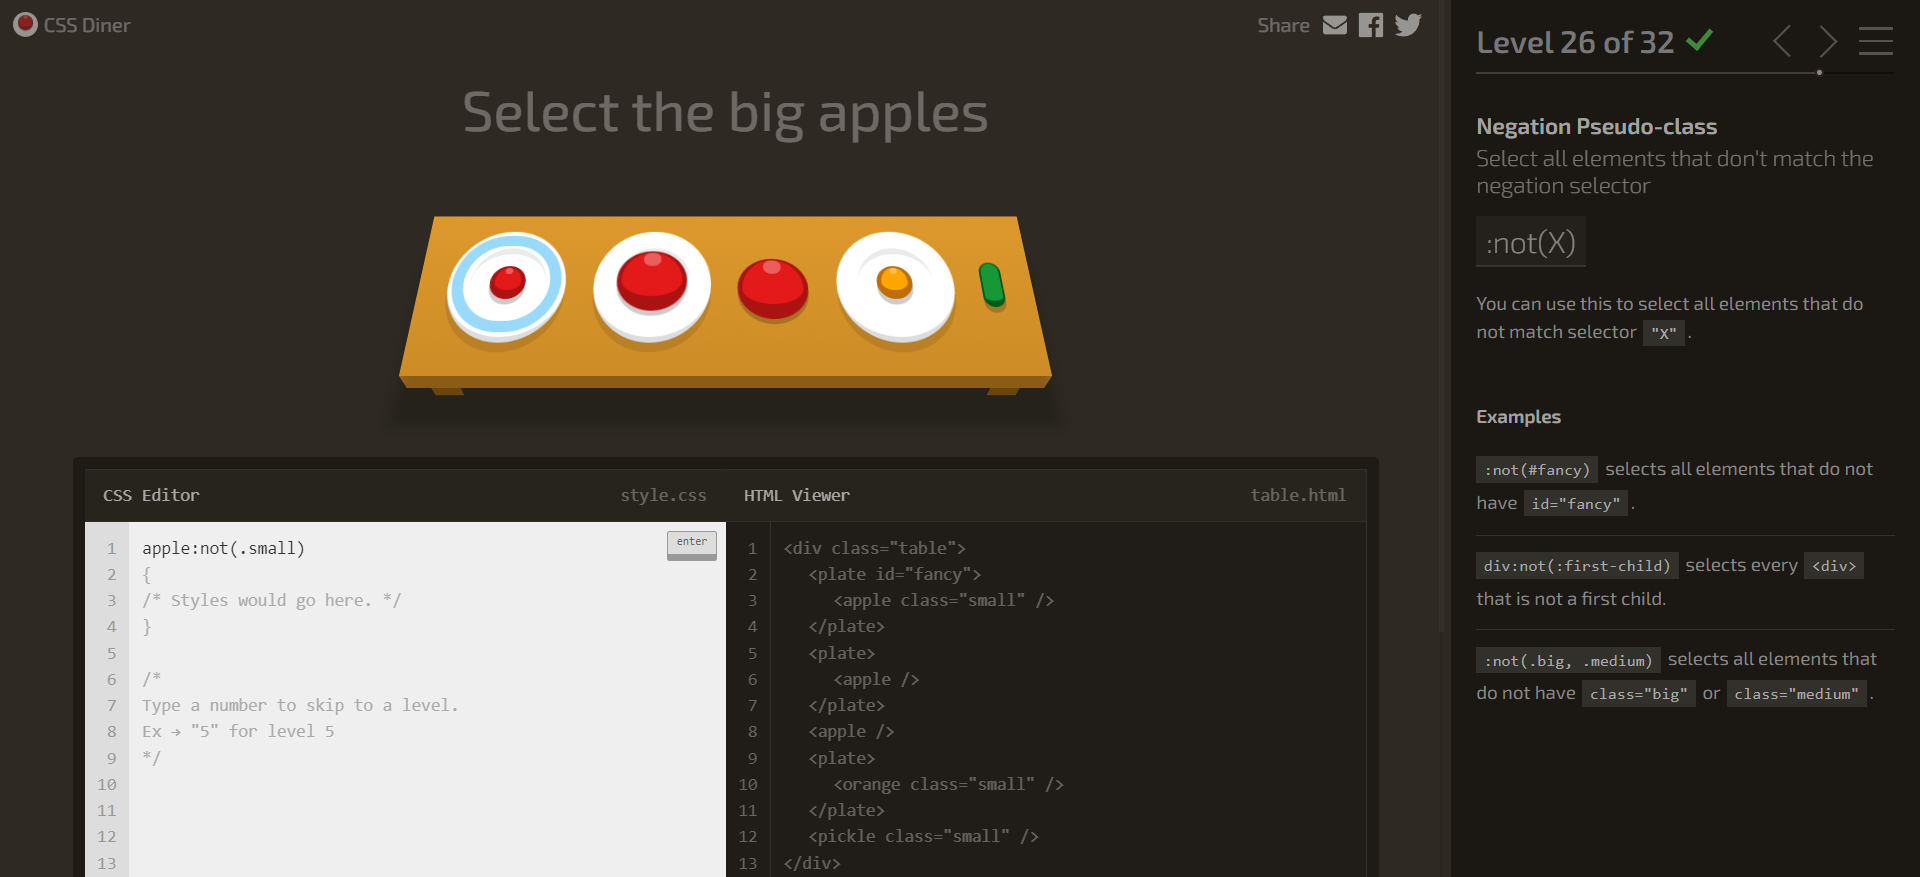 CSS Diner
Share
Select the big apples
CSS Editor
style.css
HTML Viewer
table.html
1 apple:not(.small)
enter
2 {
3 /* Styles would go here. */
4 }
5
6 /*
7 Type a number to skip to a level.
8 Ex → "5" for level 5
9 */
10
11
12
13
1 <div class="table">
2 <plate id="fancy">
3 <apple class="small" />
4 </plate>
5 <plate>
6 <apple />
7 </plate>
8 <apple />
9 <plate>
10 <orange class="small" />
11 </plate>
12 <pickle class="small" />
13 </div>
Level 26 of 32
Negation Pseudo-class
Select all elements that don't match the
negation selector
:not(X)
You can use this to select all elements that do
not match selector "X" .
Examples
:not(#fancy) selects all elements that do not
have id="fancy" .
div:not(:first-child) selects every <div>
that is not a first child.
:not(.big, .medium) selects all elements that
do not have class="big" or class="medium" .